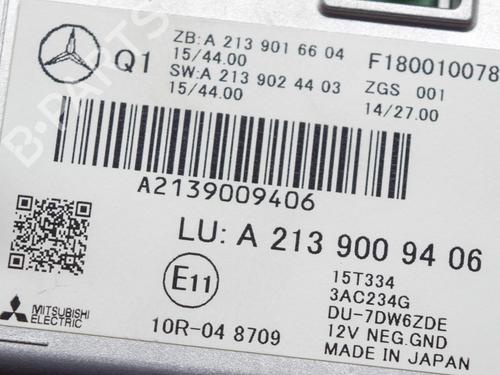 Q1
ZB: A 213 901 66 04
15/44.00
SW:A 213 902 44 03
15/44.00
F180010078
ZGS 001
14/27.00
A2139009406
LU: A 213 900 94 06
E11
15T334
3AC234G
DU-7DW6ZDE
12V NEG.GND
MADE IN JAPAN
MITSUBISHI
ELECTRIC
10R-04 8709
B-PARTS